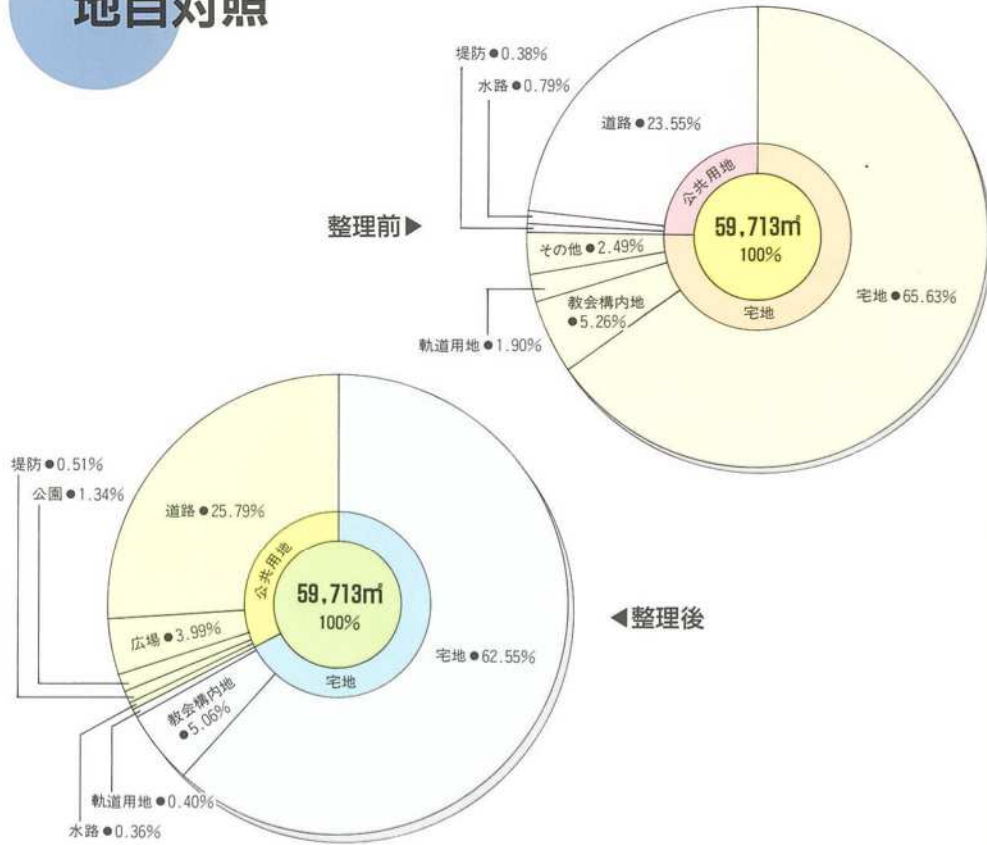 地目対照
整理前▶
堤防●0.38%
水路●0.79%
道路●23.55%
公共用地
59,713㎡
100%
宅地
宅地●65.63%
その他●2.49%
教会構内地
●5.26%
軌道用地●1.90%
◀整理後
堤防●0.51%
公園●1.34%
道路●25.79%
公共用地
59,713㎡
100%
宅地
宅地●62.55%
広場●3.99%
教会構内地
●5.06%
軌道用地●0.40%
水路●0.36%